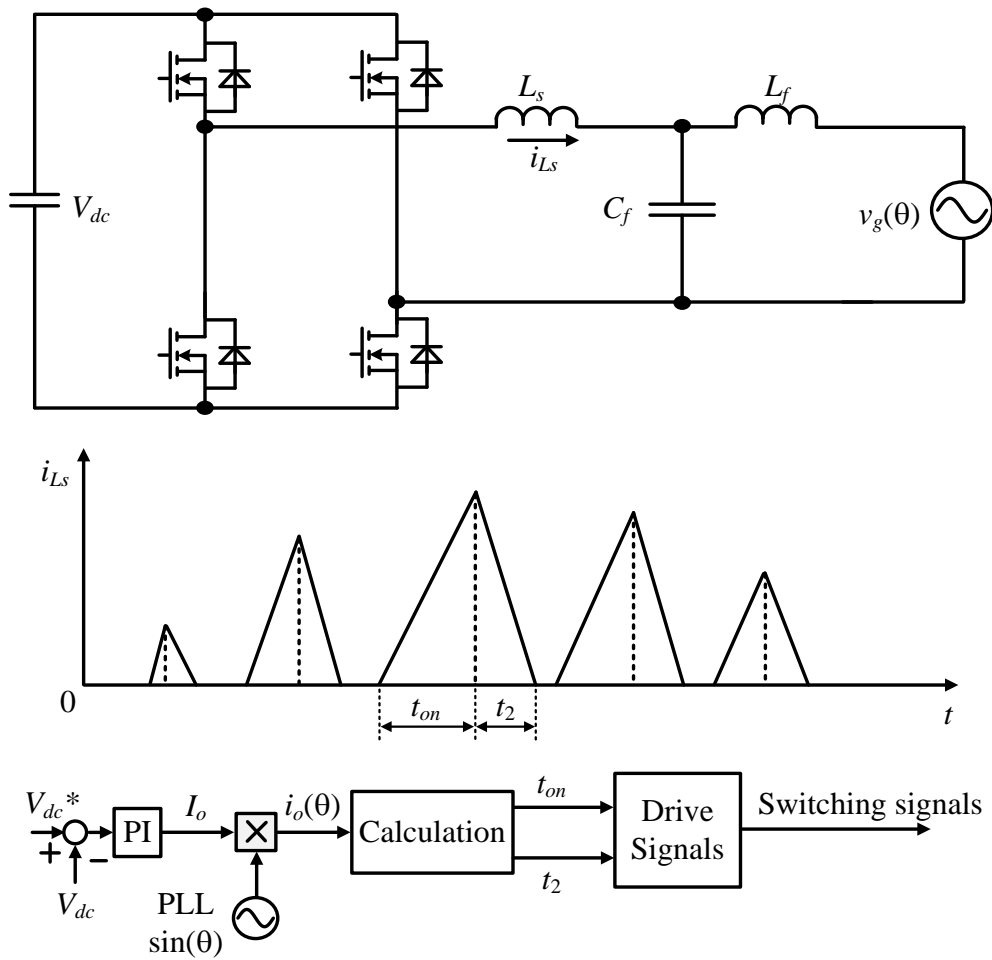 L_s
L_f
i_Ls
V_dc
C_f
v_g(θ)
i_Ls
0
t_on
t_2
t
V_dc*
I_o
i_o(θ)
t_on
PI
×
Calculation
Drive
Signals
Switching signals
+
−
t_2
V_dc
PLL
sin(θ)